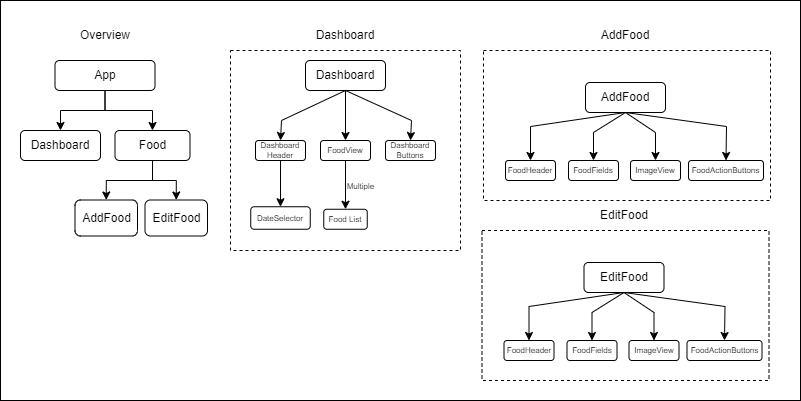 Overview
App
Dashboard
Food
AddFood
EditFood
Dashboard
Dashboard
Dashboard
Header
FoodView
Dashboard
Buttons
Multiple
DateSelector
Food List
AddFood
AddFood
FoodHeader
FoodFields
ImageView
FoodActionButtons
EditFood
EditFood
FoodHeader
FoodFields
ImageView
FoodActionButtons